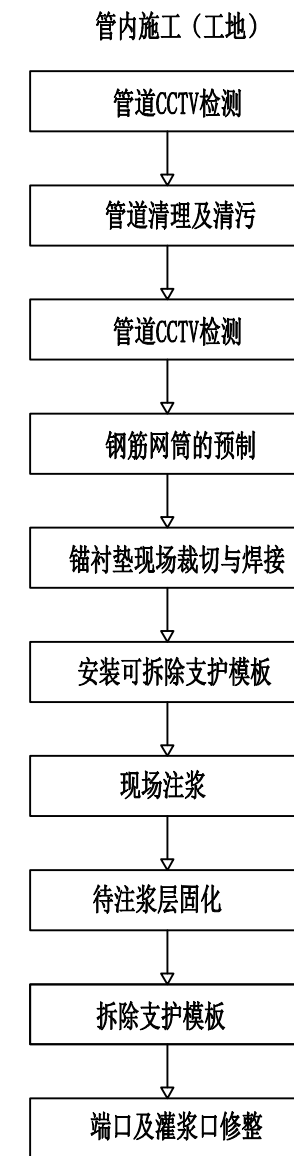 管内施工（工地）
管道CCTV检测
管道清理及清污
管道CCTV检测
钢筋网筒的预制
锚衬垫现场裁切与焊接
安装可拆除支护模板
现场注浆
待注浆层固化
拆除支护模板
端口及灌浆口修整